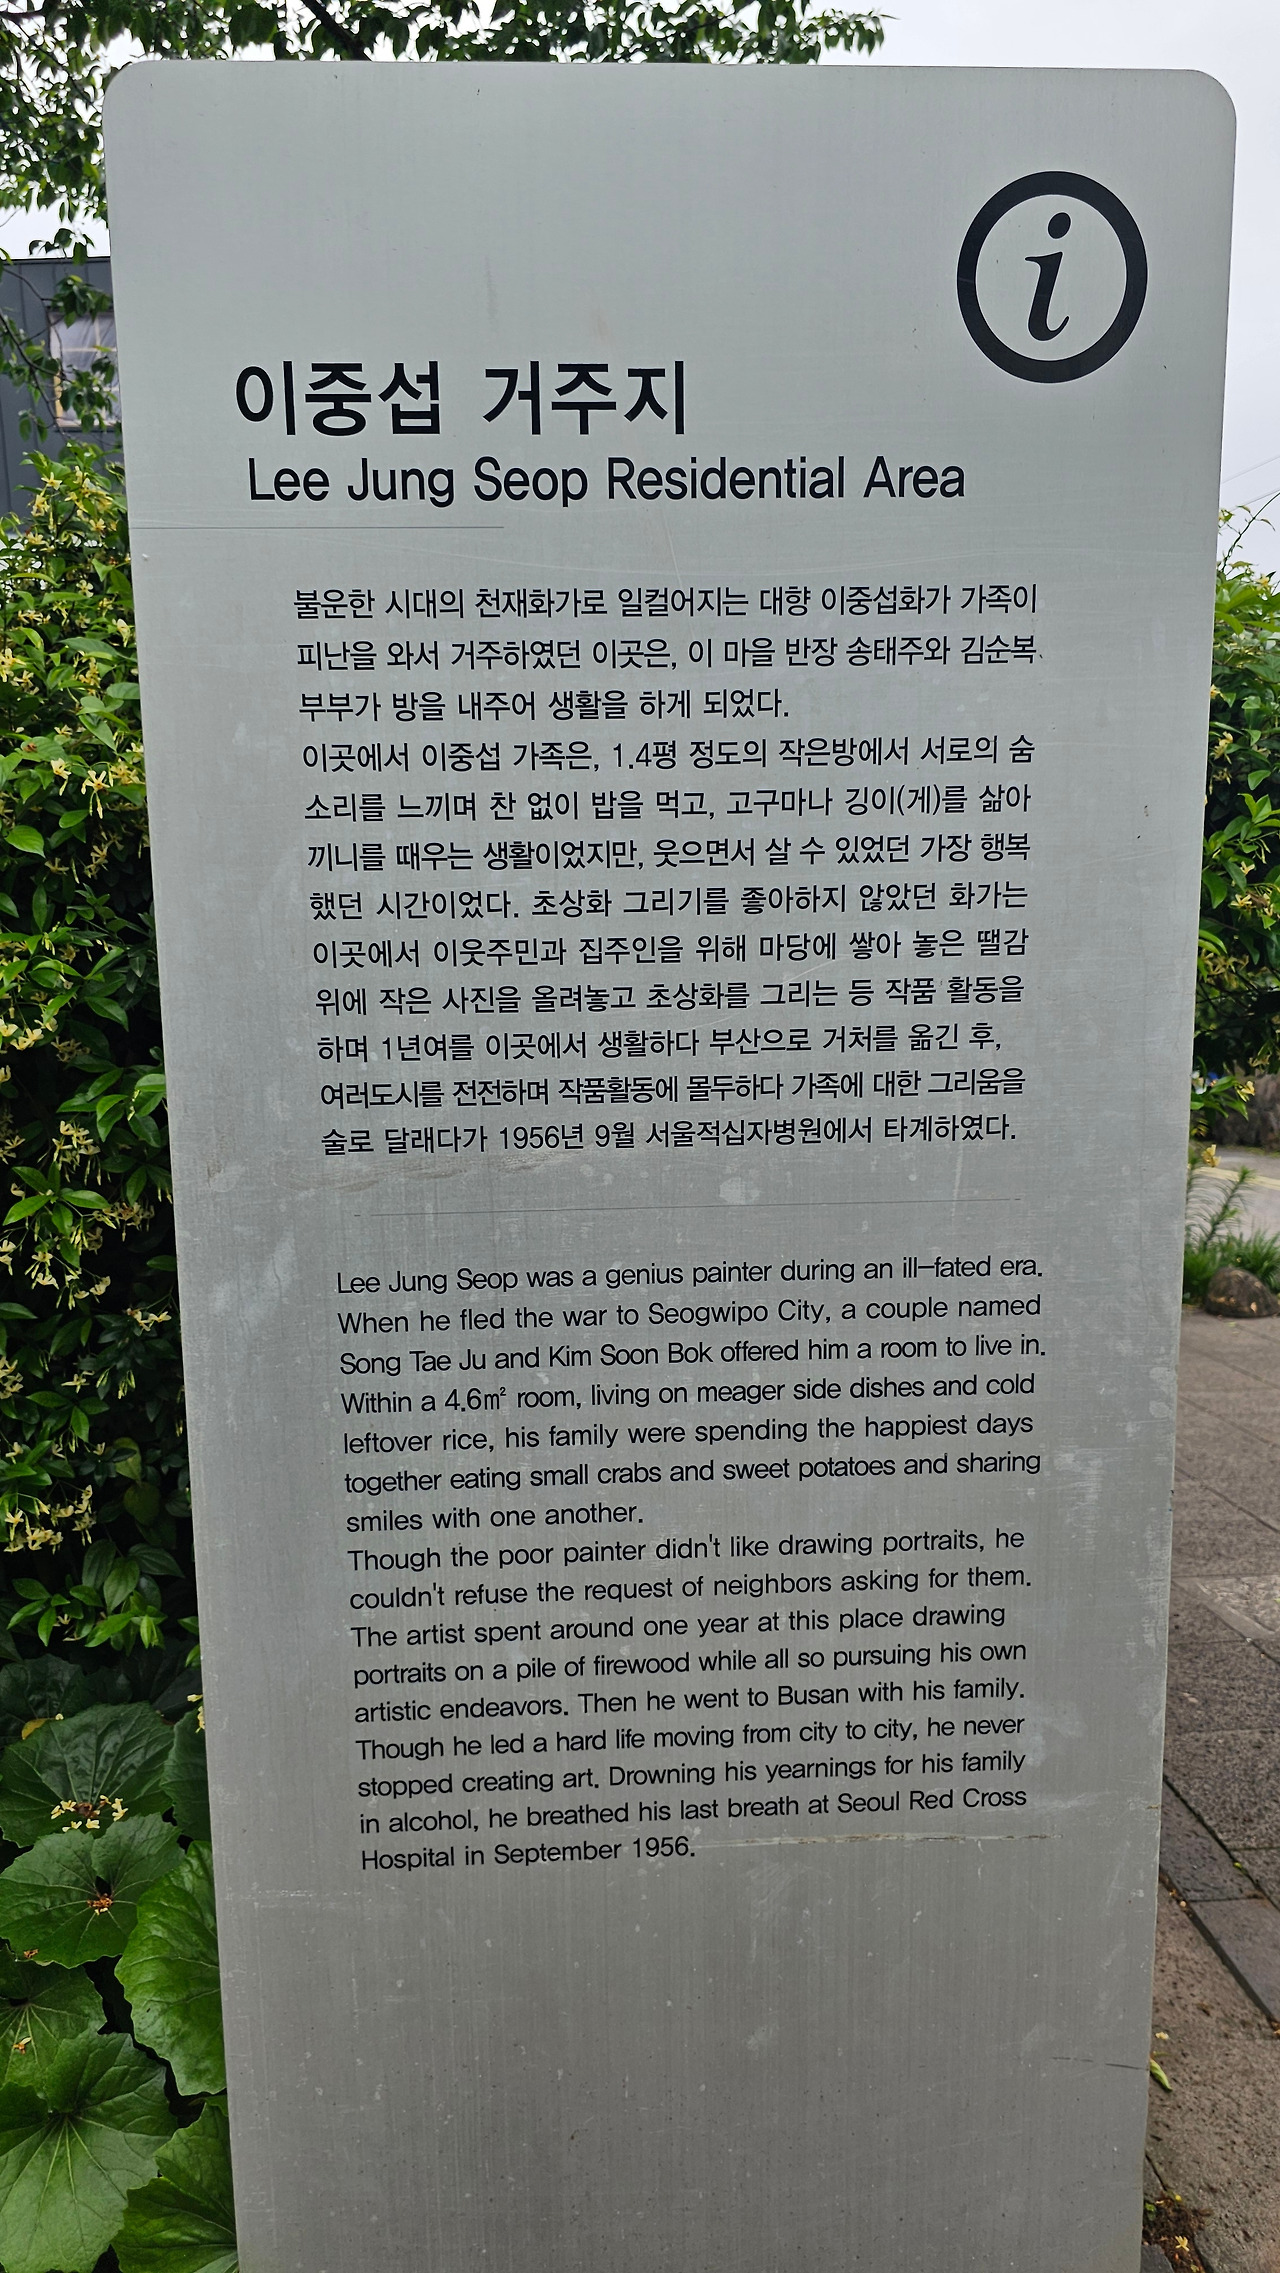 i
이중섭 거주지
Lee Jung Seop Residential Area
불운한 시대의 천재화가로 일컬어지는 대향 이중섭화가 가족이
피난을 와서 거주하였던 이곳은, 이 마을 반장 송태주와 김순복
부부가 방을 내주어 생활을 하게 되었다.
이곳에서 이중섭 가족은, 1.4평 정도의 작은방에서 서로의 숨
소리를 느끼며 찬 없이 밥을 먹고, 고구마나 깅이(게)를 삶아
끼니를 때우는 생활이었지만, 웃으면서 살 수 있었던 가장 행복
했던 시간이었다. 초상화 그리기를 좋아하지 않았던 화가는
이곳에서 이웃주민과 집주인을 위해 마당에 쌓아 놓은 땔감
위에 작은 사진을 올려놓고 초상화를 그리는 등 작품 활동을
하며 1년여를 이곳에서 생활하다 부산으로 거처를 옮긴 후,
여러도시를 전전하며 작품활동에 몰두하다 가족에 대한 그리움을
술로 달래다가 1956년 9월 서울적십자병원에서 타계하였다.
Lee Jung Seop was a genius painter during an ill-fated era.
When he fled the war to Seogwipo City, a couple named
Song Tae Ju and Kim Soon Bok offered him a room to live in.
Within a 4.6㎡ room, living on meager side dishes and cold
leftover rice, his family were spending the happiest days
together eating small crabs and sweet potatoes and sharing
smiles with one another.
Though the poor painter didn't like drawing portraits, he
couldn't refuse the request of neighbors asking for them.
The artist spent around one year at this place drawing
portraits on a pile of firewood while all so pursuing his own
artistic endeavors. Then he went to Busan with his family.
Though he led a hard life moving from city to city, he never
stopped creating art. Drowning his yearnings for his family
in alcohol, he breathed his last breath at Seoul Red Cross
Hospital in September 1956.